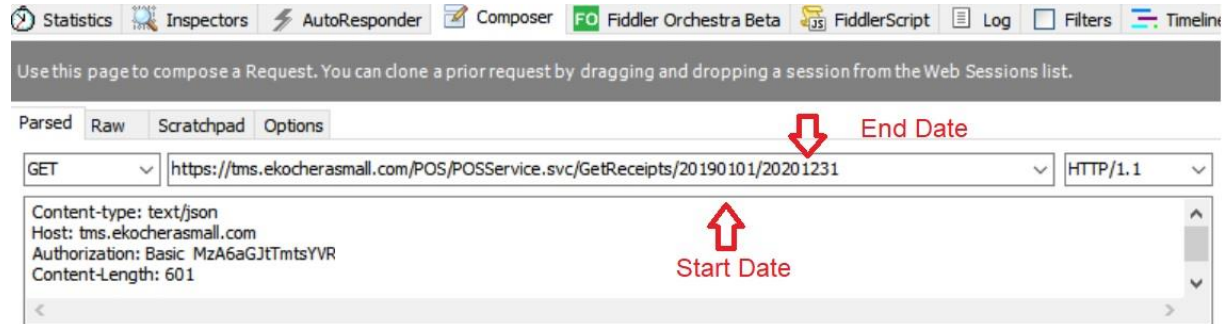 Statistics Inspectors AutoResponder Composer FO Fiddler Orchestra Beta JS FiddlerScript Log Filters Timeline
Use this page to compose a Request. You can clone a prior request by dragging and dropping a session from the Web Sessions list.
Parsed Raw Scratchpad Options
End Date
GET https://tms.ekocherasmall.com/POS/POSService.svc/GetReceipts/20190101/20201231 HTTP/1.1
Content-type: text/json
Host: tms.ekocherasmall.com
Authorization: Basic MzA6aGJtTmtsYVR
Content-Length: 601
Start Date